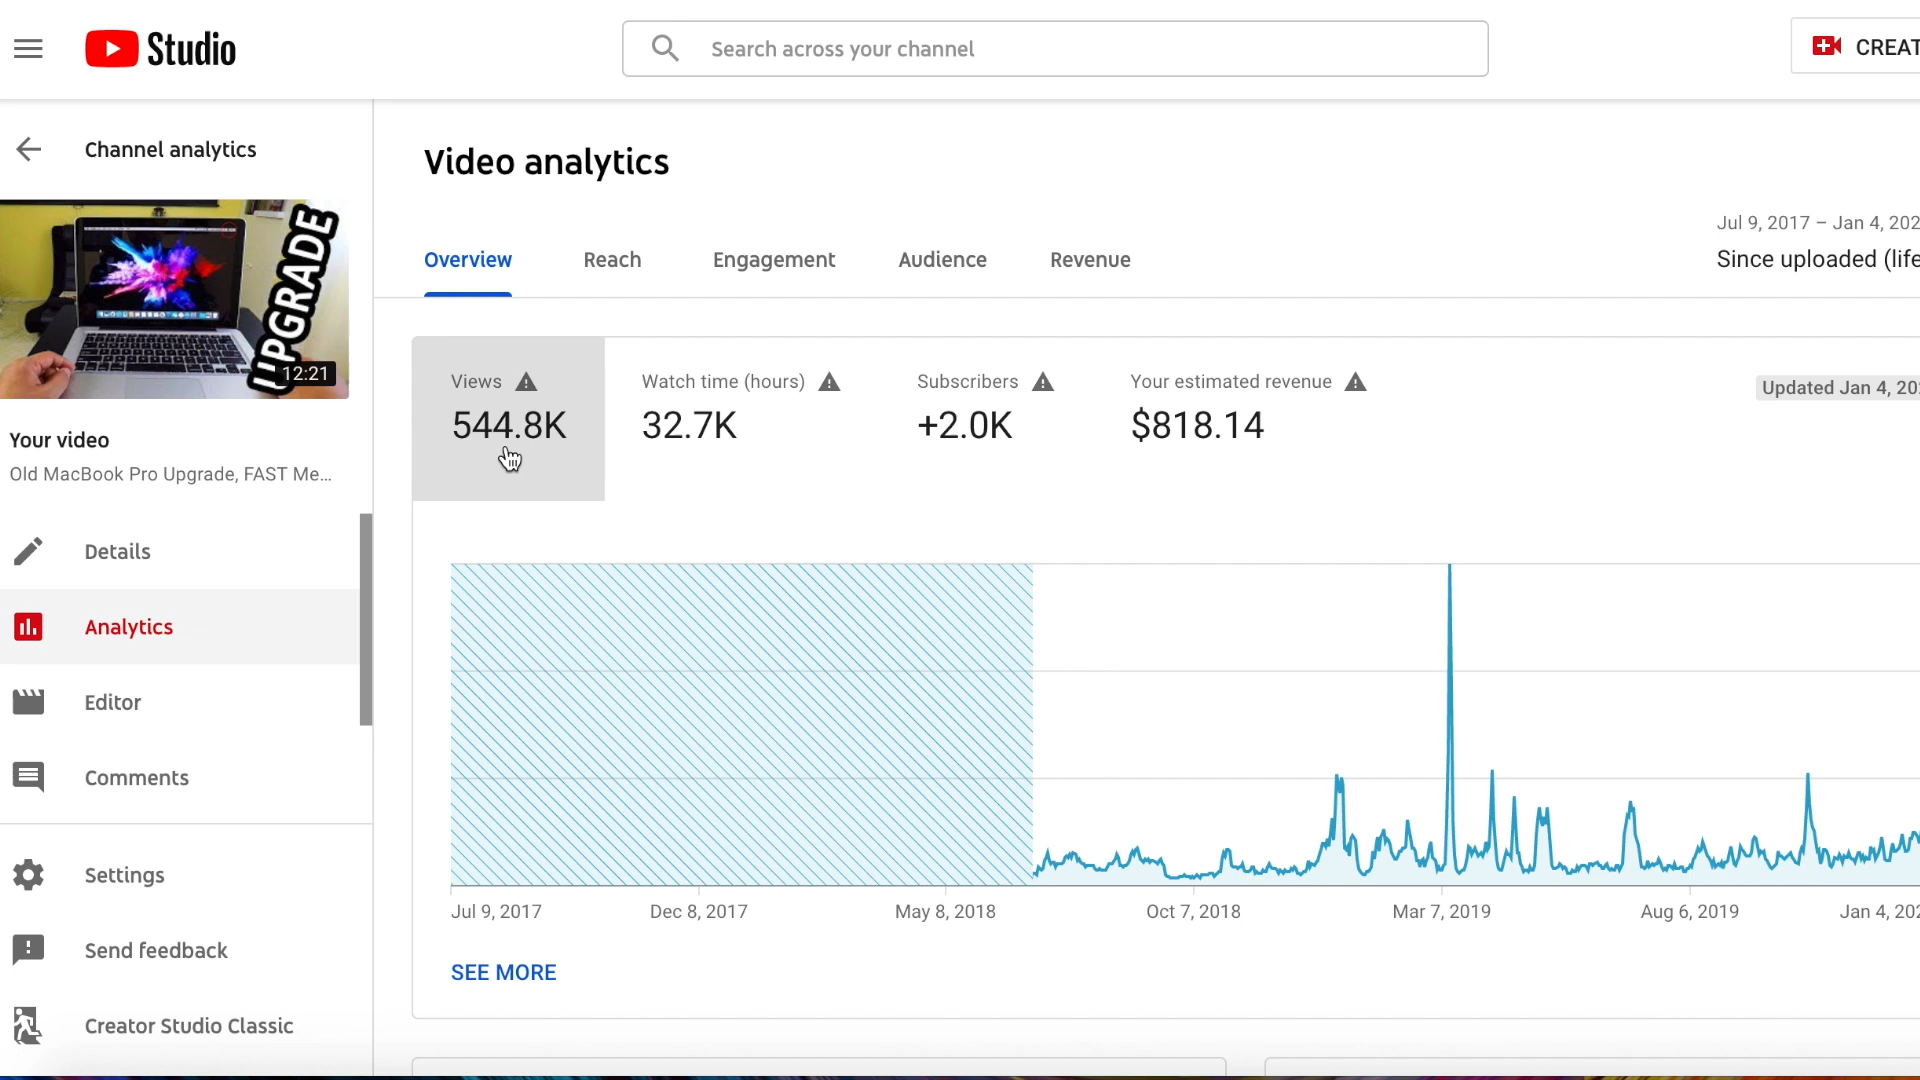 Studio
Search across your channel
CREAT
Channel analytics
Video analytics
UPGRADE
12:21
Jul 9, 2017 – Jan 4, 202
Since uploaded (life
Overview
Reach
Engagement
Audience
Revenue
Views
544.8K
Watch time (hours)
32.7K
Subscribers
+2.0K
Your estimated revenue
$818.14
Updated Jan 4, 20
Your video
Old MacBook Pro Upgrade, FAST Me...
Details
Analytics
Editor
Comments
Settings
Send feedback
Creator Studio Classic
Jul 9, 2017
Dec 8, 2017
May 8, 2018
Oct 7, 2018
Mar 7, 2019
Aug 6, 2019
Jan 4, 202
SEE MORE